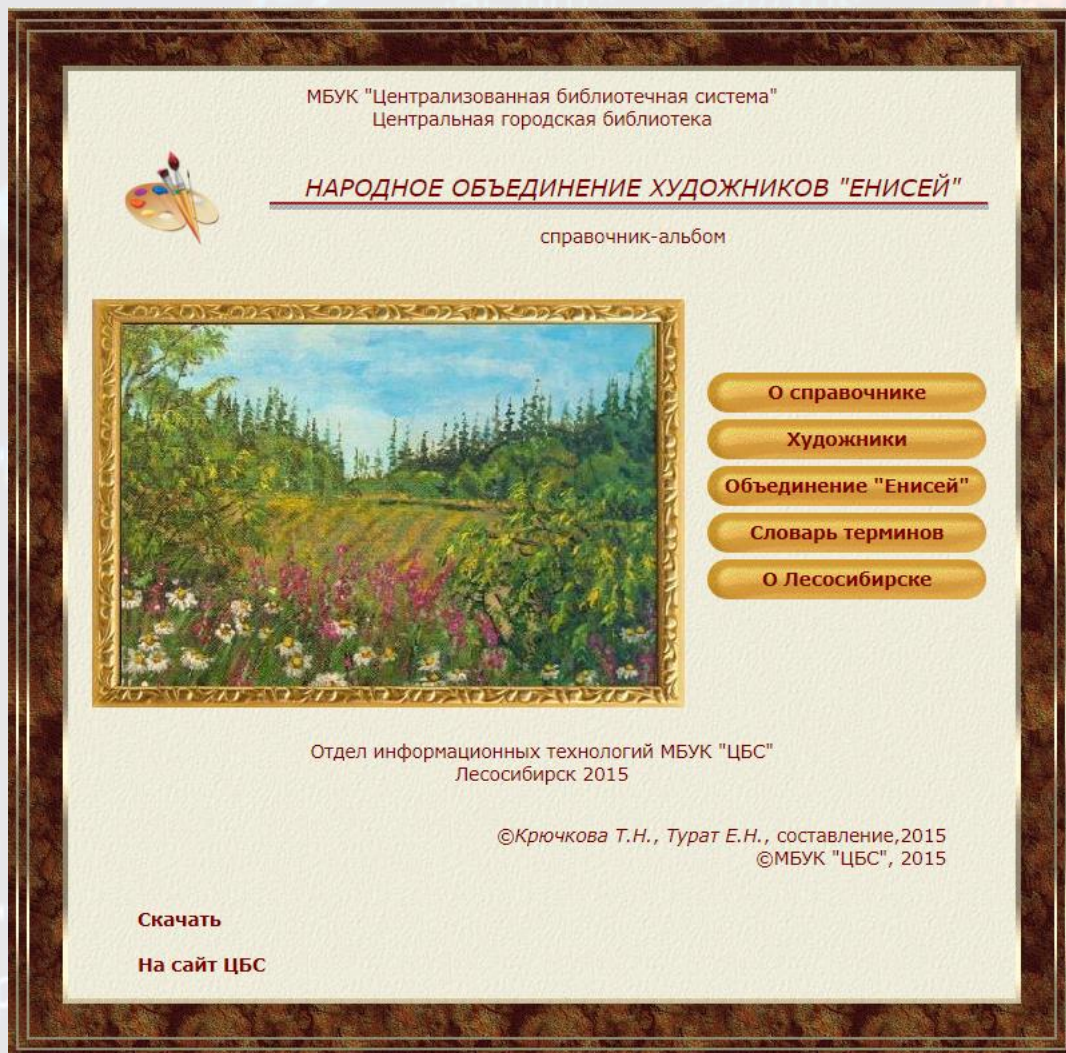 МБУК "Централизованная библиотечная система"
Центральная городская библиотека
НАРОДНОЕ ОБЪЕДИНЕНИЕ ХУДОЖНИКОВ "ЕНИСЕЙ"
справочник-альбом
О справочнике
Художники
Объединение "Енисей"
Словарь терминов
О Лесосибирске
Отдел информационных технологий МБУК "ЦБС"
Лесосибирск 2015
©Крючкова Т.Н., Турат Е.Н., составление,2015
©МБУК "ЦБС", 2015
Скачать
На сайт ЦБС